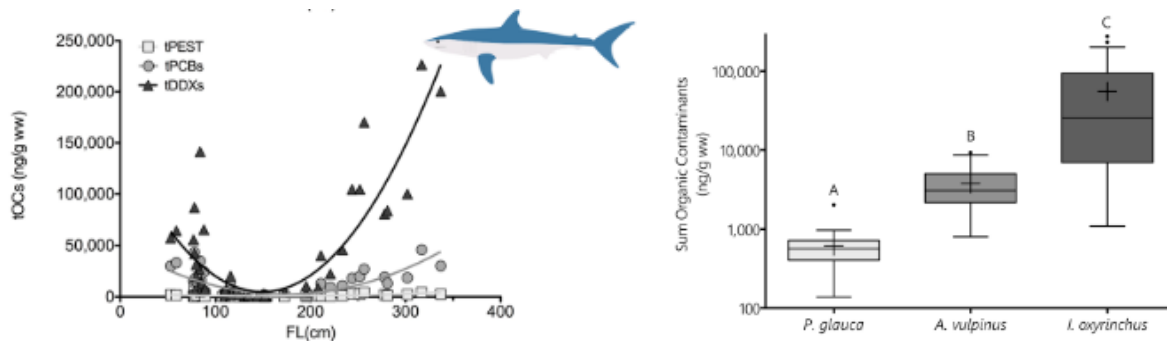 250,000
200,000
150,000
100,000
50,000
0
tOCs (ng/g ww)
tPEST
tPCBs
tDDXs
0 100 200 300 400
FL(cm)
Sum Organic Contaminants
(ng/g ww)
100,000
10,000
1,000
100
A
B
C
P. glauca A. vulpinus I. oxyrinchus